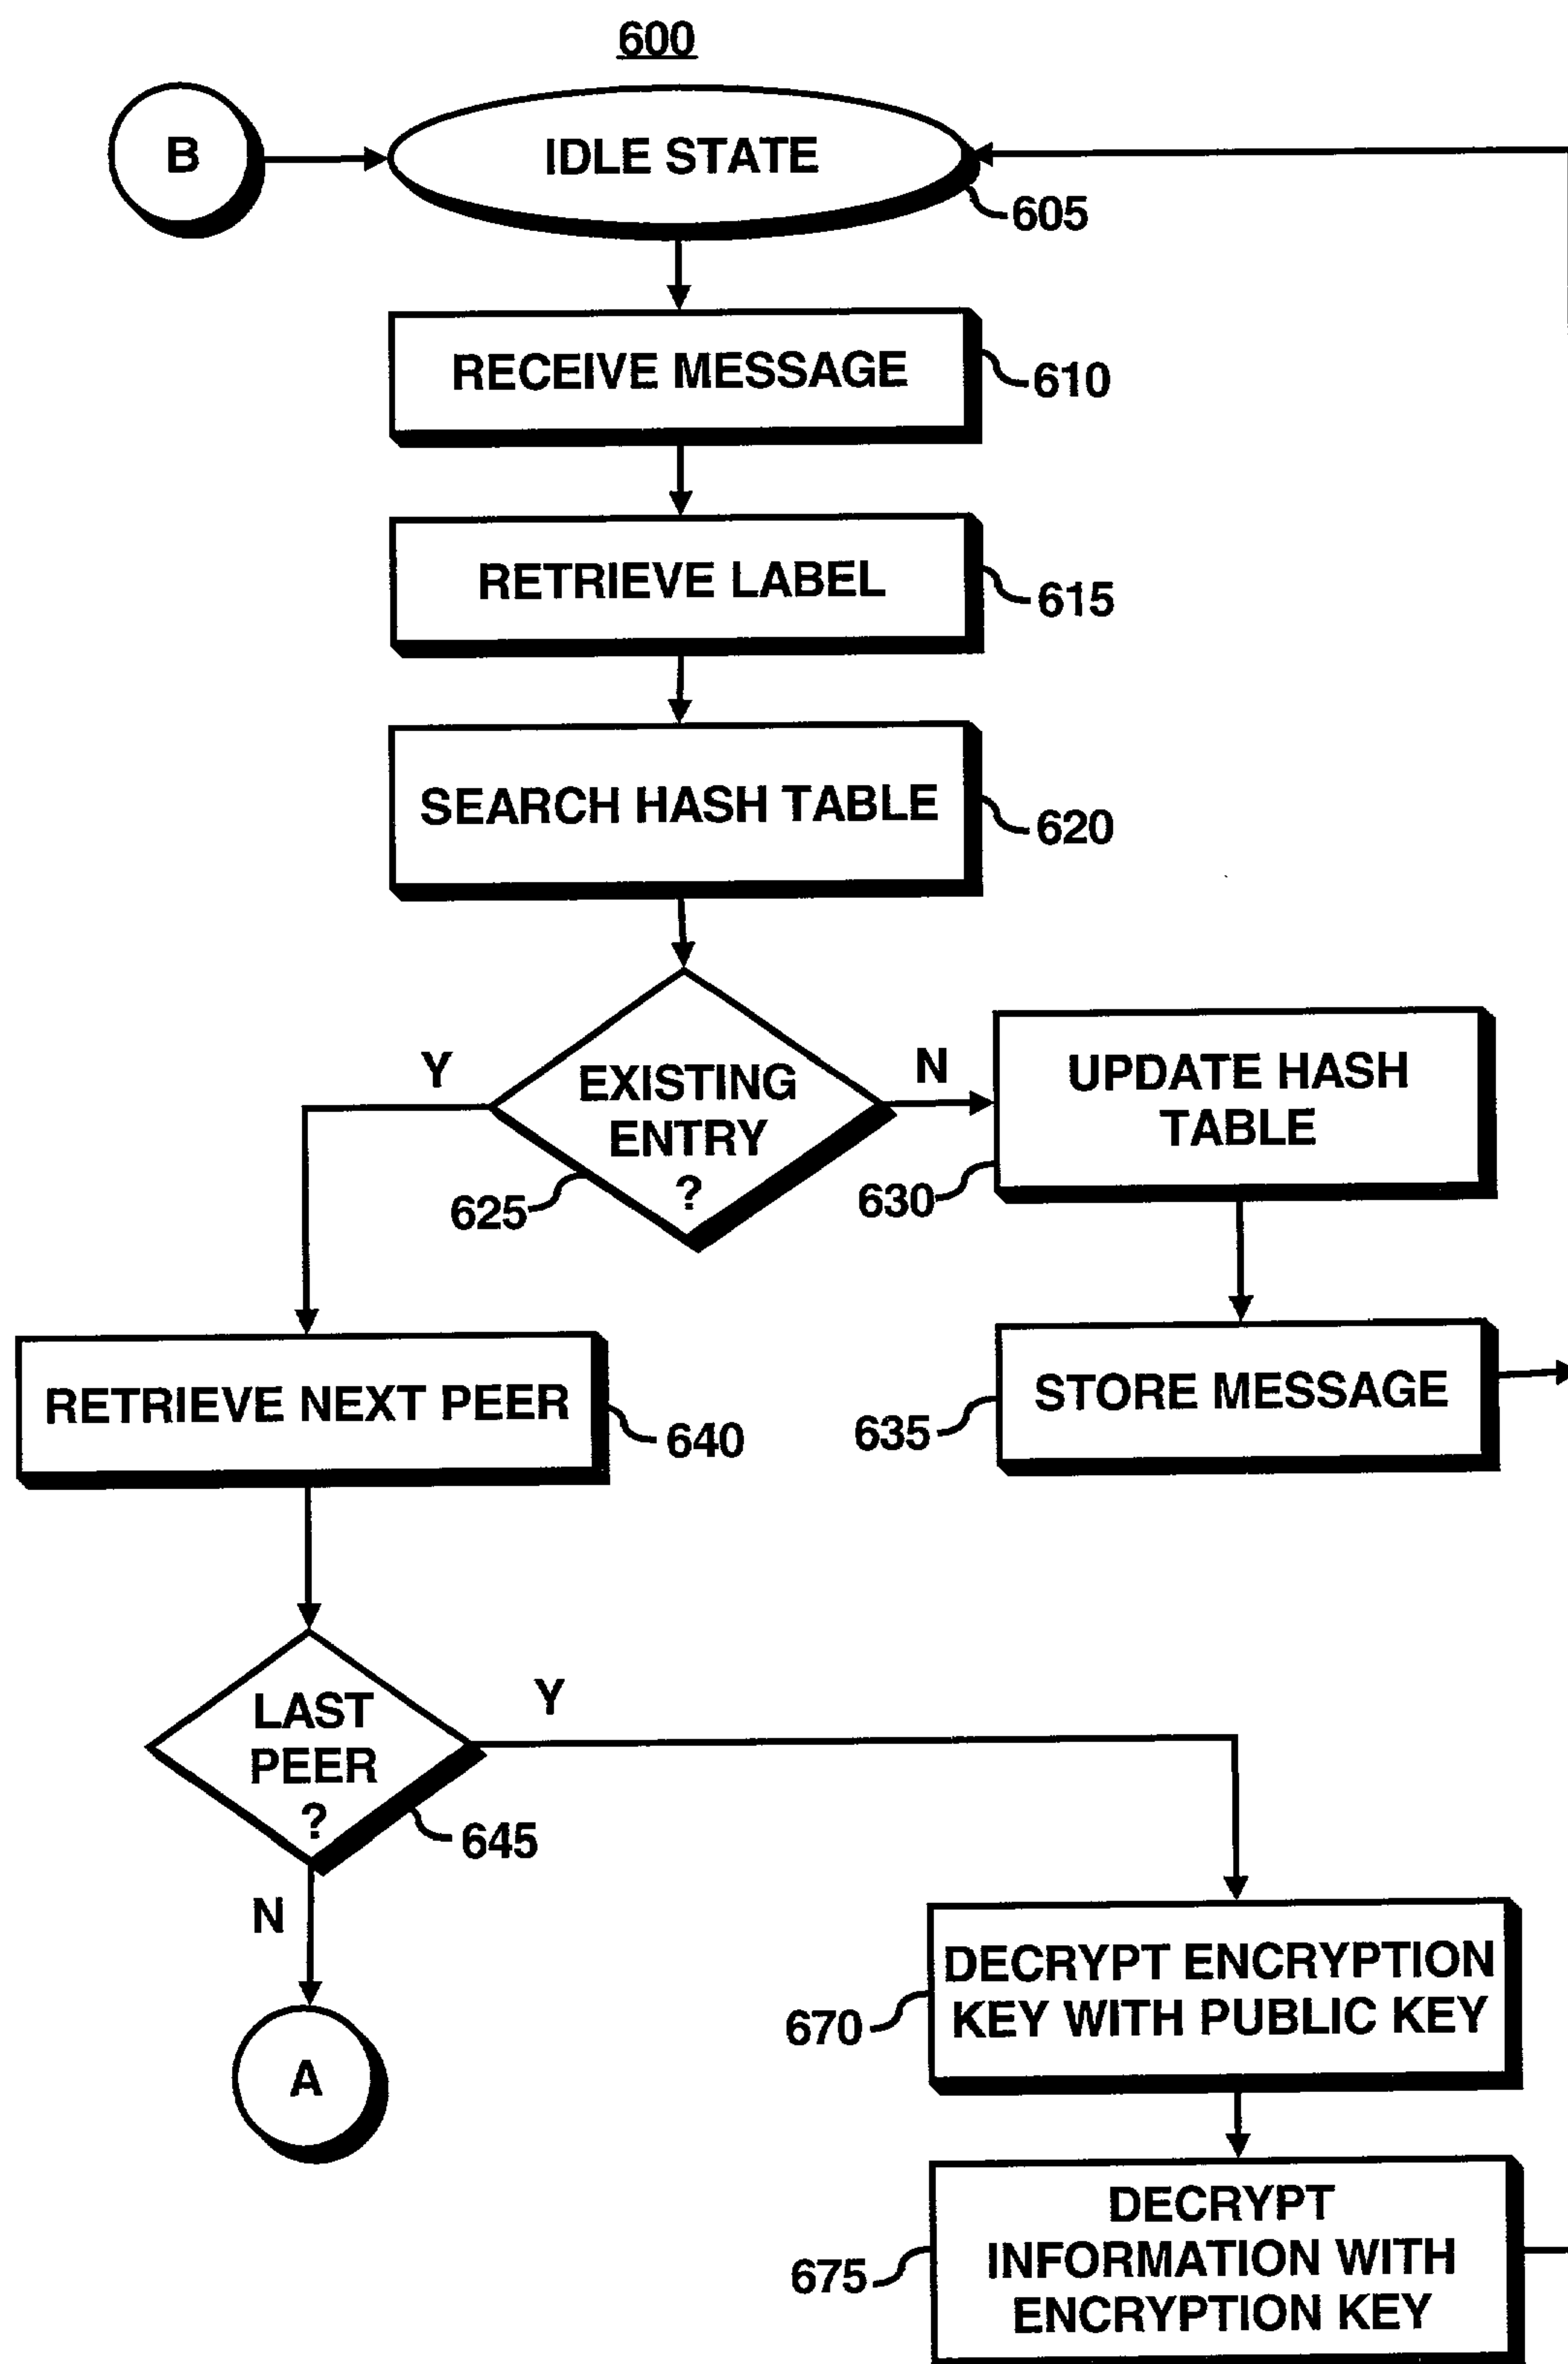 600
B
IDLE STATE
605
RECEIVE MESSAGE
610
RETRIEVE LABEL
615
SEARCH HASH TABLE
620
Y
EXISTING
ENTRY
?
625
N
UPDATE HASH
TABLE
630
RETRIEVE NEXT PEER
640
STORE MESSAGE
635
LAST
PEER
?
645
Y
N
A
DECRYPT ENCRYPTION
KEY WITH PUBLIC KEY
670
DECRYPT
INFORMATION WITH
ENCRYPTION KEY
675